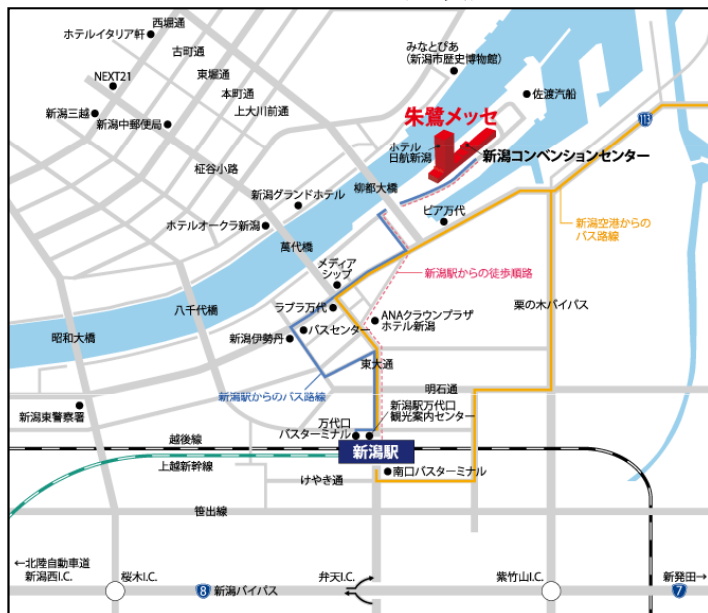 西堀通
ホテルイタリア軒
古町通
みなとぴあ
（新潟市歴史博物館）
東堀通
NEXT21
本町通
佐渡汽船
上大川前通
新潟三越
新潟中郵便局
朱鷺メッセ
113
ホテル
日航新潟
新潟コンベンションセンター
柾谷小路
柳都大橋
新潟グランドホテル
ピア万代
ホテルオークラ新潟
新潟空港からの
バス路線
萬代橋
メディア
シップ
新潟駅からの徒歩順路
八千代橋
ラブラ万代
栗の木バイパス
ANAクラウンプラザ
ホテル新潟
昭和大橋
バスセンター
新潟伊勢丹
東大通
新潟駅からのバス路線
明石通
新潟東警察署
新潟駅万代口
観光案内センター
万代口
バスターミナル
越後線
新潟駅
上越新幹線
南口バスターミナル
けやき通
笹出線
←北陸自動車道
新潟西I.C.
桜木I.C.
8
新潟バイパス
弁天I.C.
紫竹山I.C.
新発田→
7